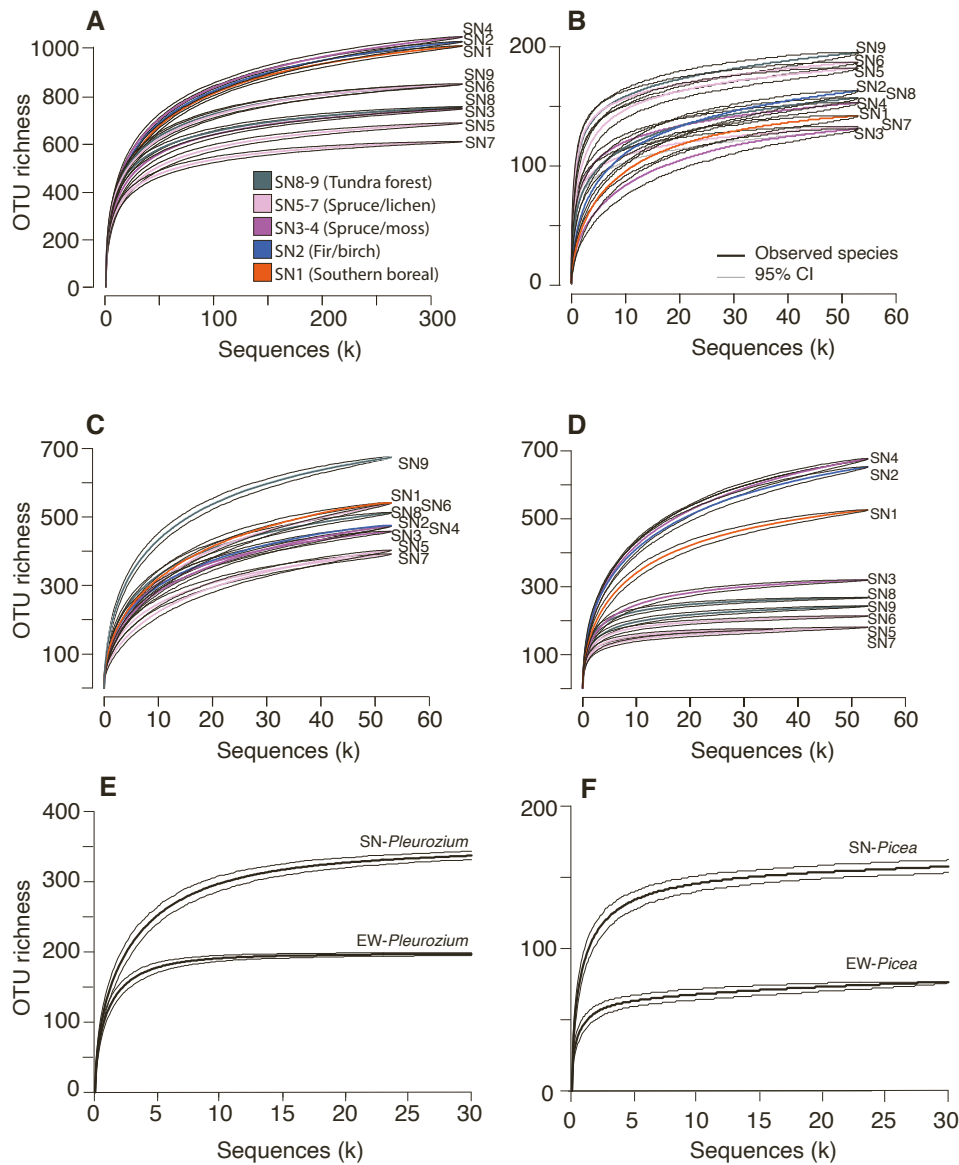 A
OTU richness
1000
800
600
400
200
0
0 100 200 300
Sequences (k)
SN4
SN2
SN1
SN9
SN6
SN8
SN3
SN5
SN7
SN8-9 (Tundra forest)
SN5-7 (Spruce/lichen)
SN3-4 (Spruce/moss)
SN2 (Fir/birch)
SN1 (Southern boreal)
B
200
100
0
0 10 20 30 40 50 60
Sequences (k)
SN9
SN6
SN5
SN2
SN8
SN4
SN1
SN7
SN3
Observed species
95% CI
C
OTU richness
700
500
300
100
0 10 20 30 40 50 60
Sequences (k)
SN9
SN1
SN6
SN8
SN2
SN4
SN3
SN5
SN7
D
700
500
300
100
0 10 20 30 40 50 60
Sequences (k)
SN4
SN2
SN1
SN3
SN8
SN9
SN6
SN5
SN7
E
OTU richness
400
300
200
100
0
0 5 10 15 20 25 30
Sequences (k)
SN-Pleurozium
EW-Pleurozium
F
200
100
0
0 5 10 15 20 25 30
Sequences (k)
SN-Picea
EW-Picea